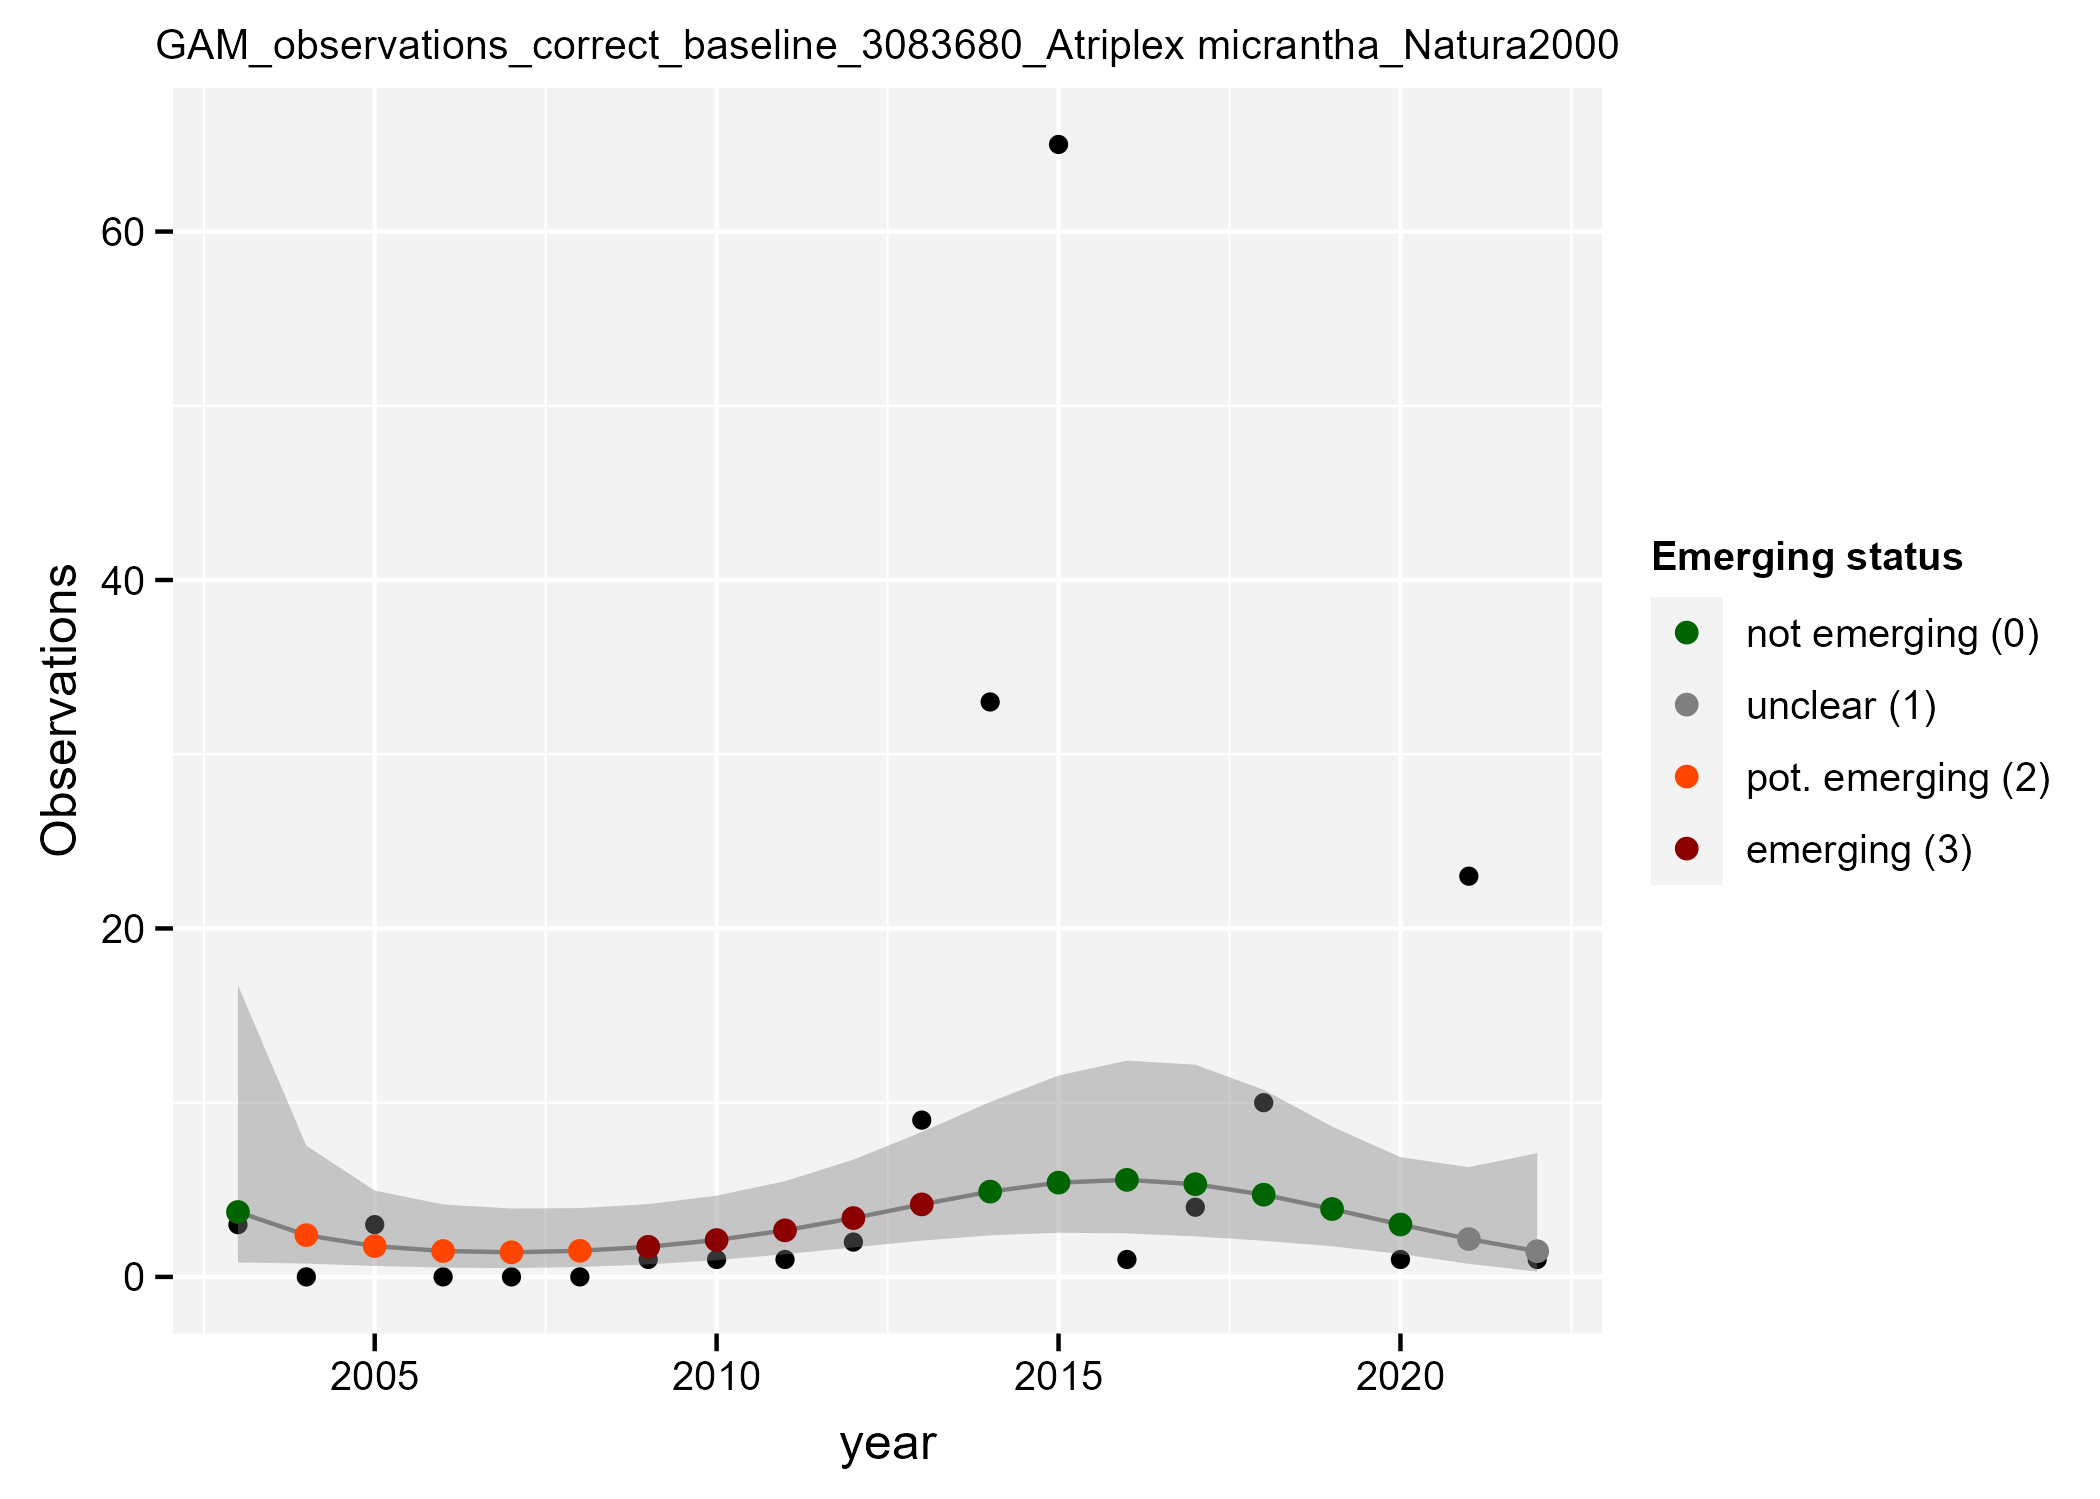 GAM_observations_correct_baseline_3083680_Atriplex micrantha_Natura2000
60
40
20
0
Observations
2005
2010
2015
2020
year
Emerging status
not emerging (0)
unclear (1)
pot. emerging (2)
emerging (3)